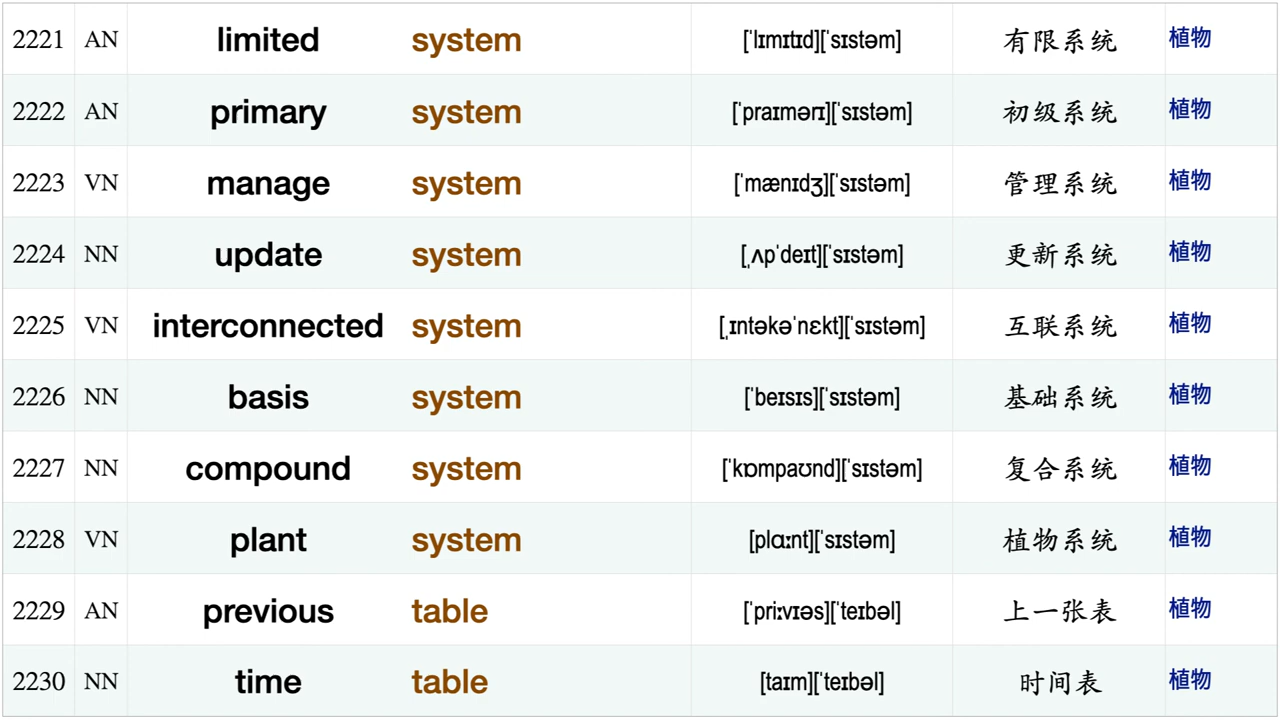 2221 AN limited system [ˈlɪmɪtɪd][ˈsɪstəm] 有限系统 植物
2222 AN primary system [ˈpraɪmərɪ][ˈsɪstəm] 初级系统 植物
2223 VN manage system [ˈmænɪdʒ][ˈsɪstəm] 管理系统 植物
2224 NN update system [ˌʌpˈdeɪt][ˈsɪstəm] 更新系统 植物
2225 VN interconnected system [ˌɪntəkəˈnɛkt][ˈsɪstəm] 互联系统 植物
2226 NN basis system [ˈbeɪsɪs][ˈsɪstəm] 基础系统 植物
2227 NN compound system [ˈkɒmpaʊnd][ˈsɪstəm] 复合系统 植物
2228 VN plant system [plɑːnt][ˈsɪstəm] 植物系统 植物
2229 AN previous table [ˈpriːvɪəs][ˈteɪbəl] 上一张表 植物
2230 NN time table [taɪm][ˈteɪbəl] 时间表 植物